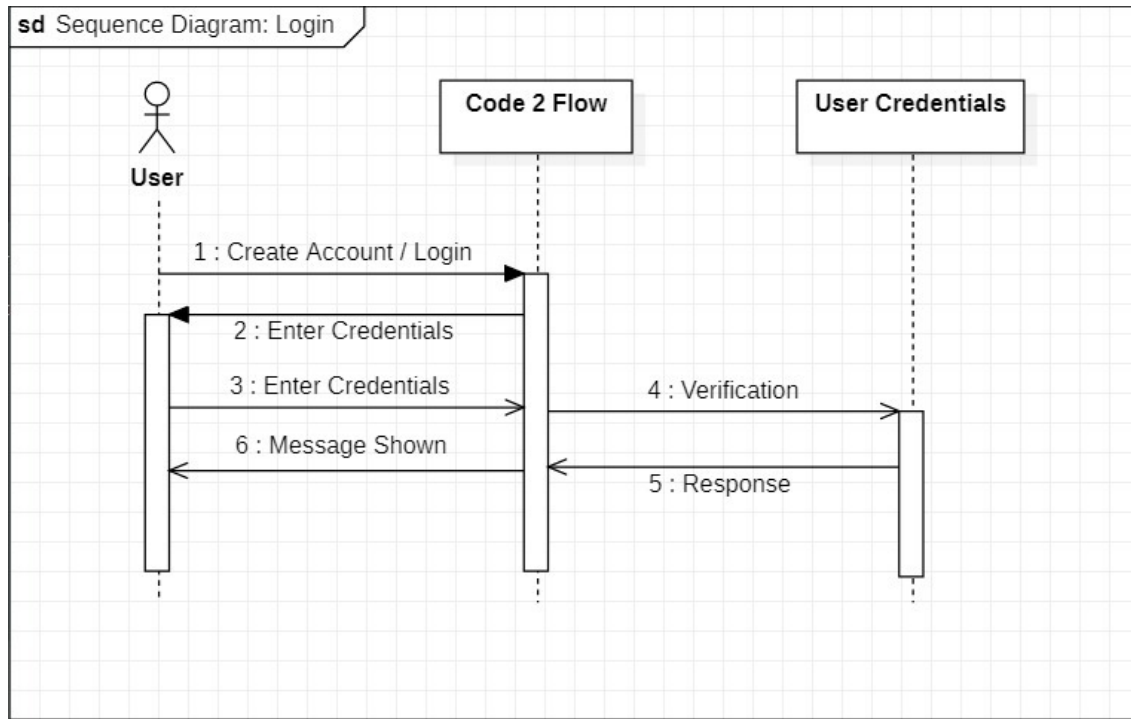 sd Sequence Diagram: Login
Code 2 Flow
User Credentials
User
1 : Create Account / Login
2 : Enter Credentials
3 : Enter Credentials
4 : Verification
6 : Message Shown
5 : Response